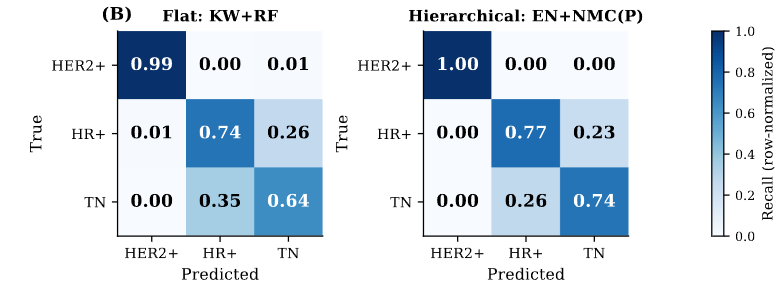 (B)
Flat: KW+RF
HER2+ 0.99 0.00 0.01
HR+ 0.01 0.74 0.26
TN 0.00 0.35 0.64
HER2+ HR+ TN
Predicted
True
Hierarchical: EN+NMC(P)
HER2+ 1.00 0.00 0.00
HR+ 0.00 0.77 0.23
TN 0.00 0.26 0.74
HER2+ HR+ TN
Predicted
True
1.0
0.8
0.6
0.4
0.2
0.0
Recall (row-normalized)